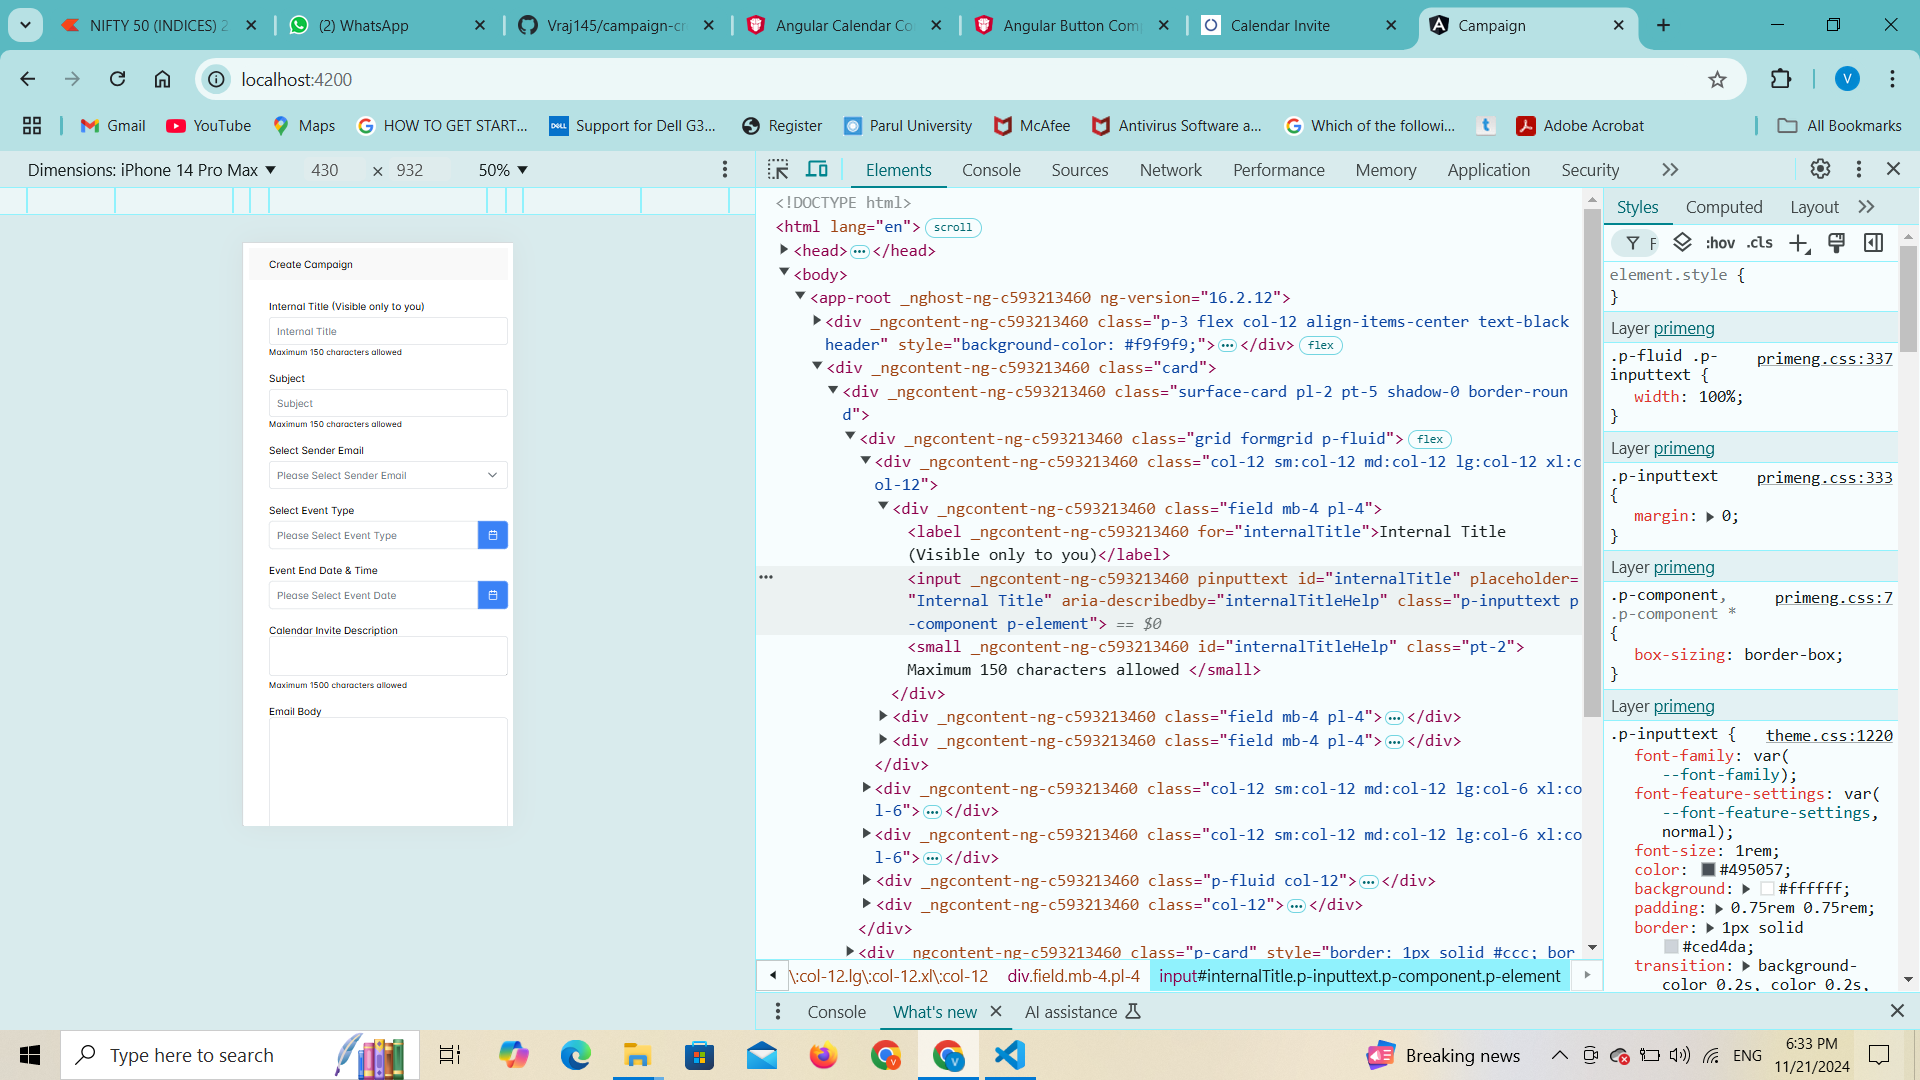 NIFTY 50 (INDICES) 2
(2) WhatsApp
Vraj145/campaign-cr
Angular Calendar Co
Angular Button Comp
Calendar Invite
Campaign
localhost:4200
V
Gmail
YouTube
Maps
HOW TO GET START...
Support for Dell G3...
Register
Parul University
McAfee
Antivirus Software a...
Which of the followi...
t
Adobe Acrobat
All Bookmarks
Dimensions: iPhone 14 Pro Max
430 × 932
50%
Elements
Console
Sources
Network
Performance
Memory
Application
Security
Create Campaign
Internal Title (Visible only to you)
Internal Title
Maximum 150 characters allowed
Subject
Subject
Maximum 150 characters allowed
Select Sender Email
Please Select Sender Email
Select Event Type
Please Select Event Type
Event End Date & Time
Please Select Event Date
Calendar Invite Description
Maximum 1500 characters allowed
Email Body
<!DOCTYPE html>
<html lang="en"> scroll
<head>…</head>
<body>
<app-root _nghost-ng-c593213460 ng-version="16.2.12">
<div _ngcontent-ng-c593213460 class="p-3 flex col-12 align-items-center text-black
header" style="background-color: #f9f9f9;">…</div> flex
<div _ngcontent-ng-c593213460 class="card">
<div _ngcontent-ng-c593213460 class="surface-card pl-2 pt-5 shadow-0 border-roun
d">
<div _ngcontent-ng-c593213460 class="grid formgrid p-fluid"> flex
<div _ngcontent-ng-c593213460 class="col-12 sm:col-12 md:col-12 lg:col-12 xl:c
ol-12">
<div _ngcontent-ng-c593213460 class="field mb-4 pl-4">
<label _ngcontent-ng-c593213460 for="internalTitle">Internal Title
(Visible only to you)</label>
<input _ngcontent-ng-c593213460 pinputtext id="internalTitle" placeholder=
"Internal Title" aria-describedby="internalTitleHelp" class="p-inputtext p
-component p-element"> == $0
<small _ngcontent-ng-c593213460 id="internalTitleHelp" class="pt-2">
Maximum 150 characters allowed </small>
</div>
<div _ngcontent-ng-c593213460 class="field mb-4 pl-4">…</div>
<div _ngcontent-ng-c593213460 class="field mb-4 pl-4">…</div>
</div>
<div _ngcontent-ng-c593213460 class="col-12 sm:col-12 md:col-12 lg:col-6 xl:co
l-6">…</div>
<div _ngcontent-ng-c593213460 class="col-12 sm:col-12 md:col-12 lg:col-6 xl:co
l-6">…</div>
<div _ngcontent-ng-c593213460 class="p-fluid col-12">…</div>
<div _ngcontent-ng-c593213460 class="col-12">…</div>
</div>
<div _ngcontent-ng-c593213460 class="p-card" style="border: 1px solid #ccc; bor
\:col-12.lg\:col-12.xl\:col-12
div.field.mb-4.pl-4
input#internalTitle.p-inputtext.p-component.p-element
Styles
Computed
Layout
F
:hov
.cls
element.style {
}
Layer primeng
.p-fluid .p- primeng.css:337
inputtext {
width: 100%;
}
Layer primeng
.p-inputtext primeng.css:333
{
margin: 0;
}
Layer primeng
.p-component, primeng.css:7
.p-component *
{
box-sizing: border-box;
}
Layer primeng
.p-inputtext { theme.css:1220
font-family: var(
--font-family);
font-feature-settings: var(
--font-feature-settings,
normal);
font-size: 1rem;
color: #495057;
background: #ffffff;
padding: 0.75rem 0.75rem;
border: 1px solid
#ced4da;
transition: background-
color 0.2s, color 0.2s,
Console
What's new
AI assistance
Type here to search
Breaking news
ENG
6:33 PM
11/21/2024